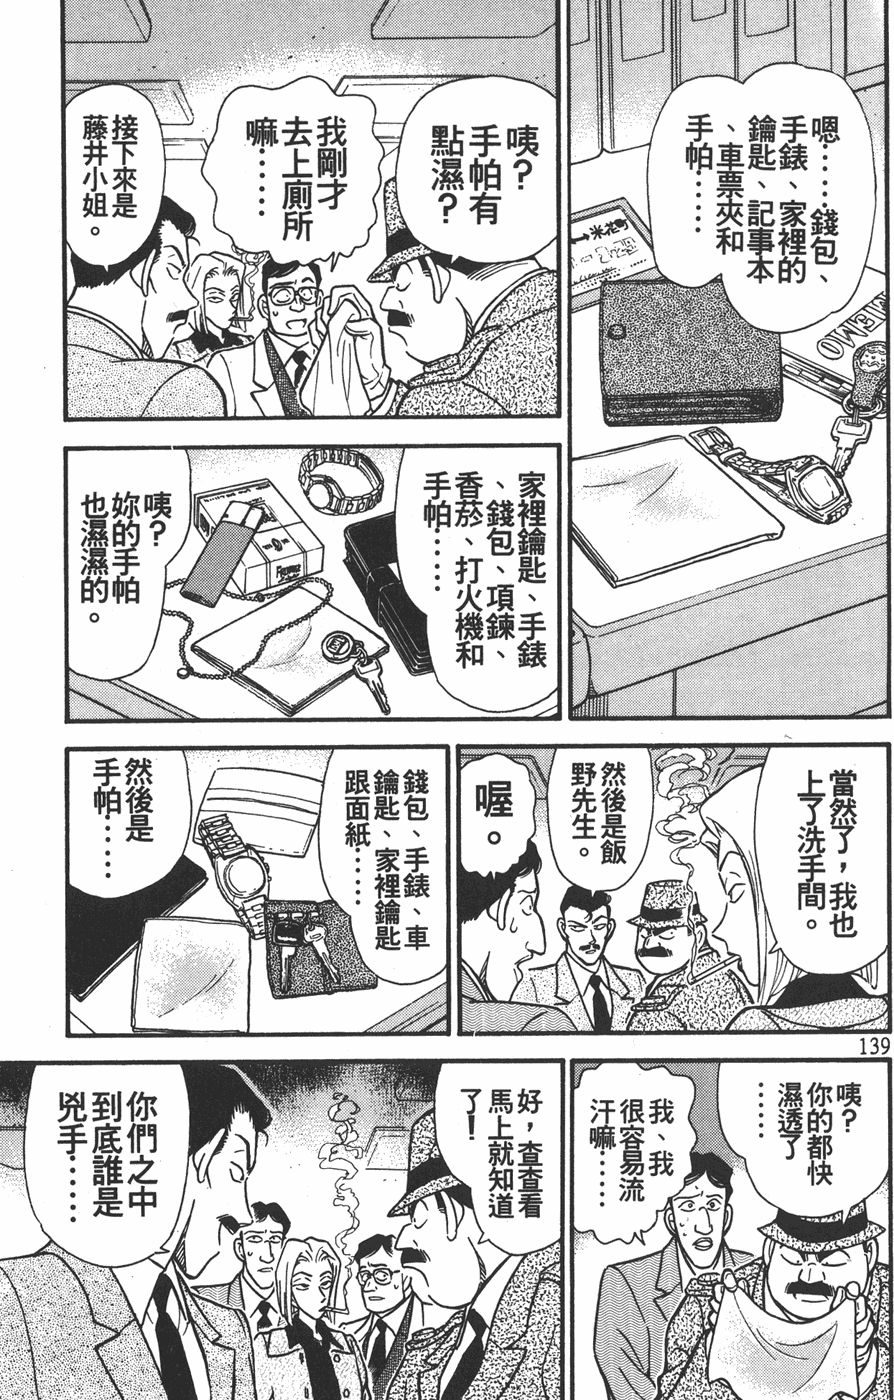 嗯……錢包、
手錶、家裡的
鑰匙、記事本
、車票夾和
手帕……
米花町
MEMO
咦？
手帕有
點濕？
我剛才
去上廁所
嘛……
接下來是
藤井小姐。
家裡鑰匙、手錶
、錢包、項鍊、
香菸、打火機和
手帕……
咦？
妳的手帕
也濕濕的。
當然了，我也
上了洗手間。
然後是飯
野先生。
喔。
錢包、手錶、車
鑰匙、家裡鑰匙
跟面紙……
然後是
手帕……
139
咦？
你的都快
濕透了
……
我、我
很容易流
汗嘛……
好，查查看
馬上就知道
了！
你們之中
到底誰是
兇手……